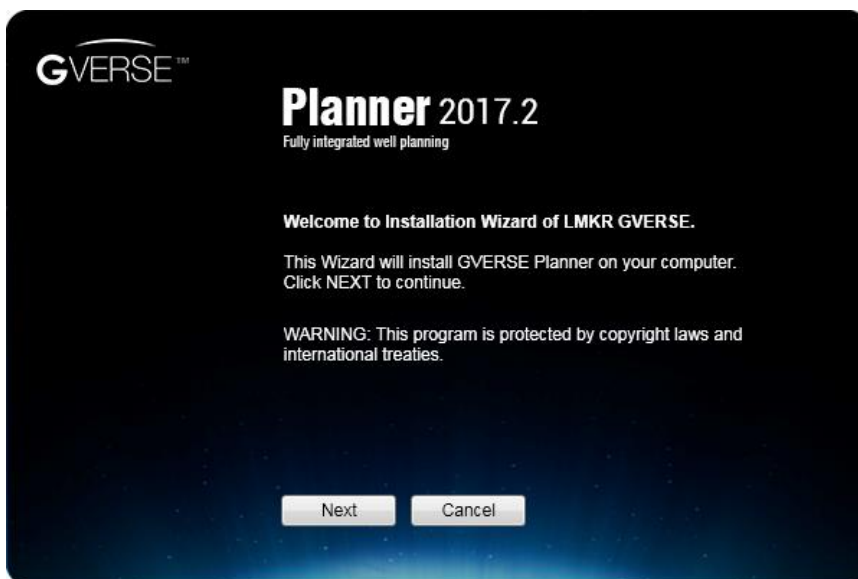 GVERSE™
Planner 2017.2
Fully integrated well planning
Welcome to Installation Wizard of LMKR GVERSE.
This Wizard will install GVERSE Planner on your computer.
Click NEXT to continue.
WARNING: This program is protected by copyright laws and
international treaties.
Next Cancel